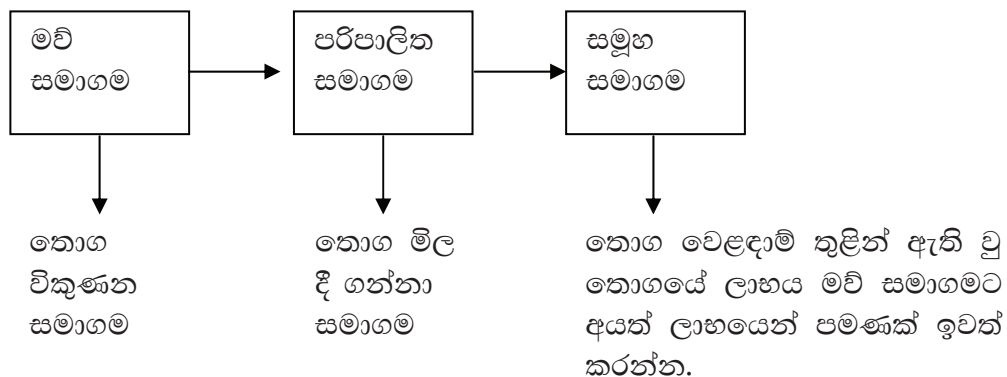 මව්
සමාගම
පරිපාලිත
සමාගම
සමූහ
සමාගම
තොග
විකුණන
සමාගම
තොග මිල
දී ගන්නා
සමාගම
තොග වෙළඳාම් තුළින් ඇති වු
තොගයේ ලාභය මව් සමාගමට
අයත් ලාභයෙන් පමණක් ඉවත්
කරන්න.